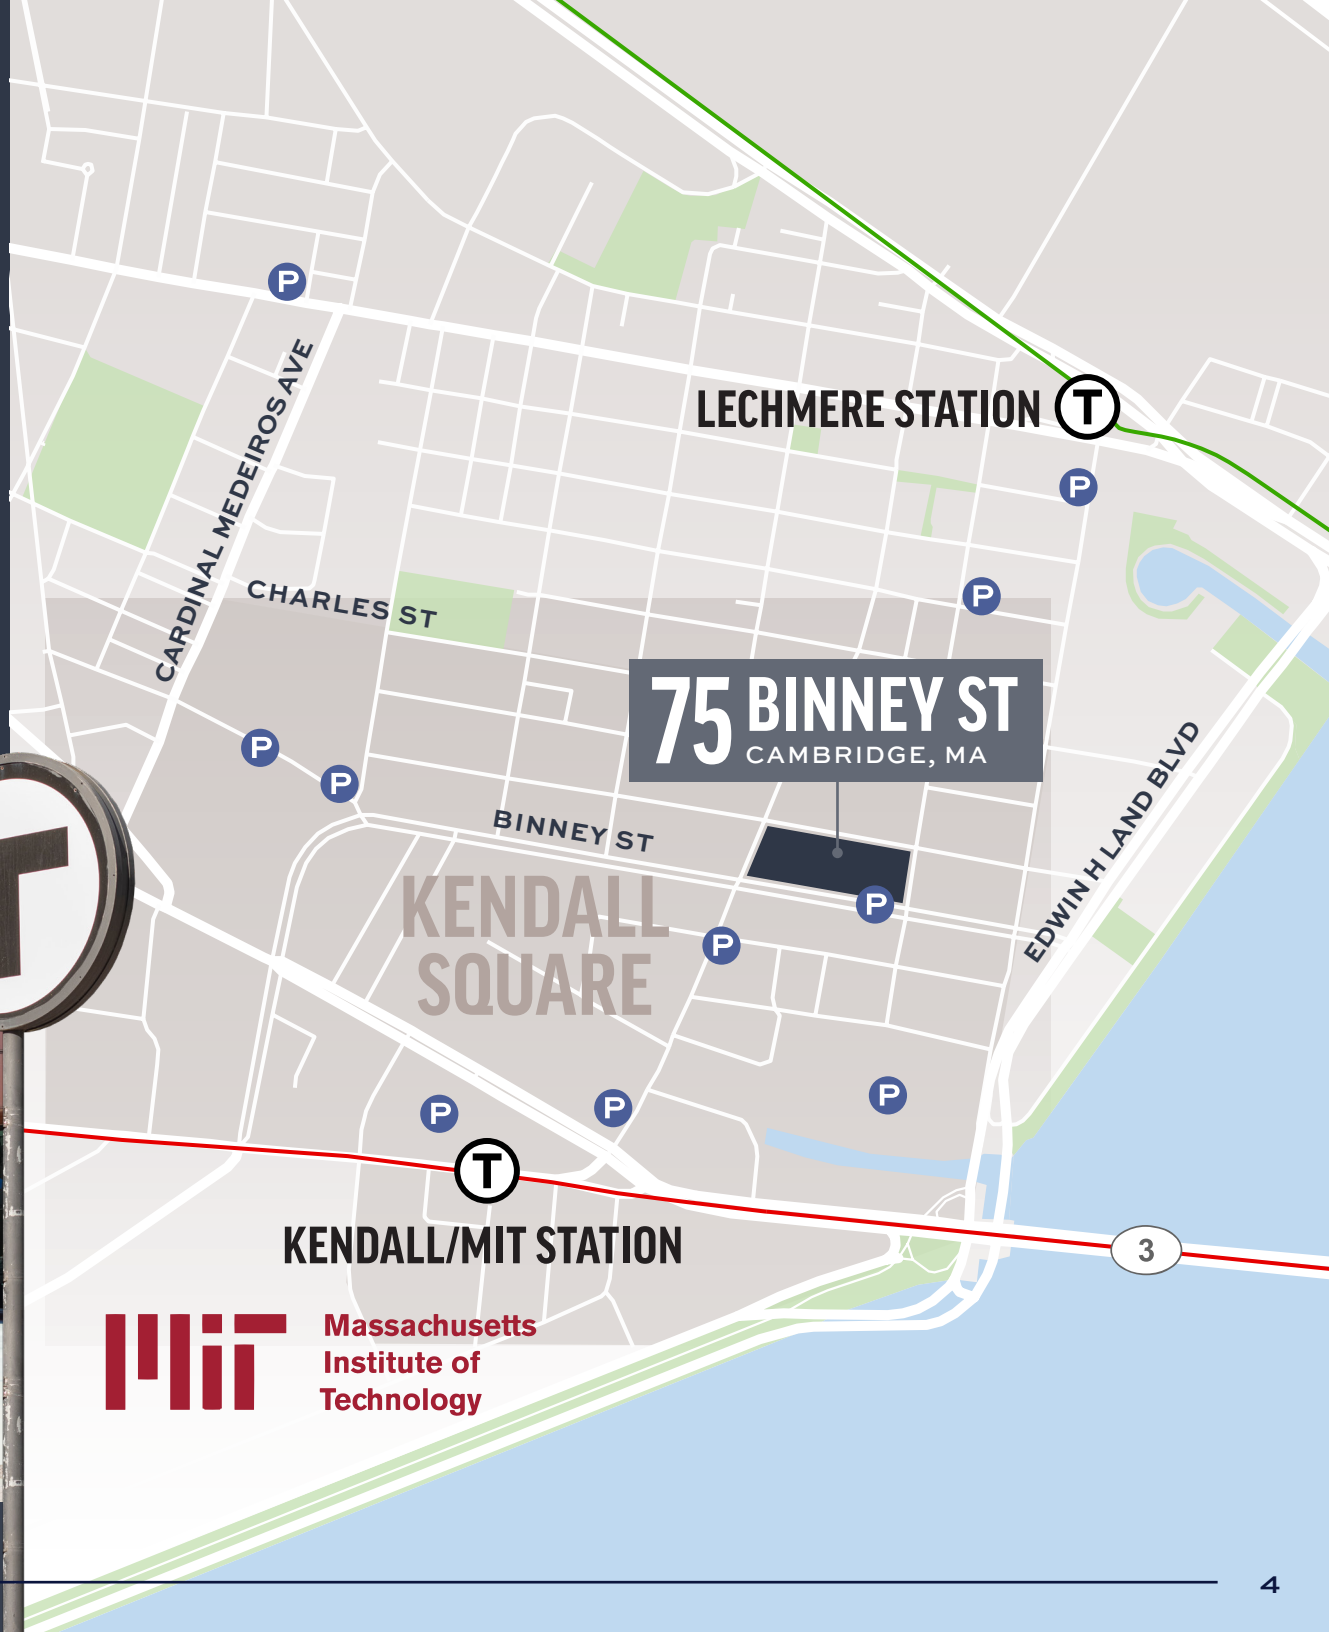 P
CARDINAL MEDEIROS AVE
LECHMERE STATION T
P
CHARLES ST
P
75 BINNEY ST
CAMBRIDGE, MA
P
P
BINNEY ST
EDWIN H LAND BLVD
T
KENDALL
SQUARE
P
P
P
P
P
T
KENDALL/MIT STATION
3
MIT
Massachusetts
Institute of
Technology
4